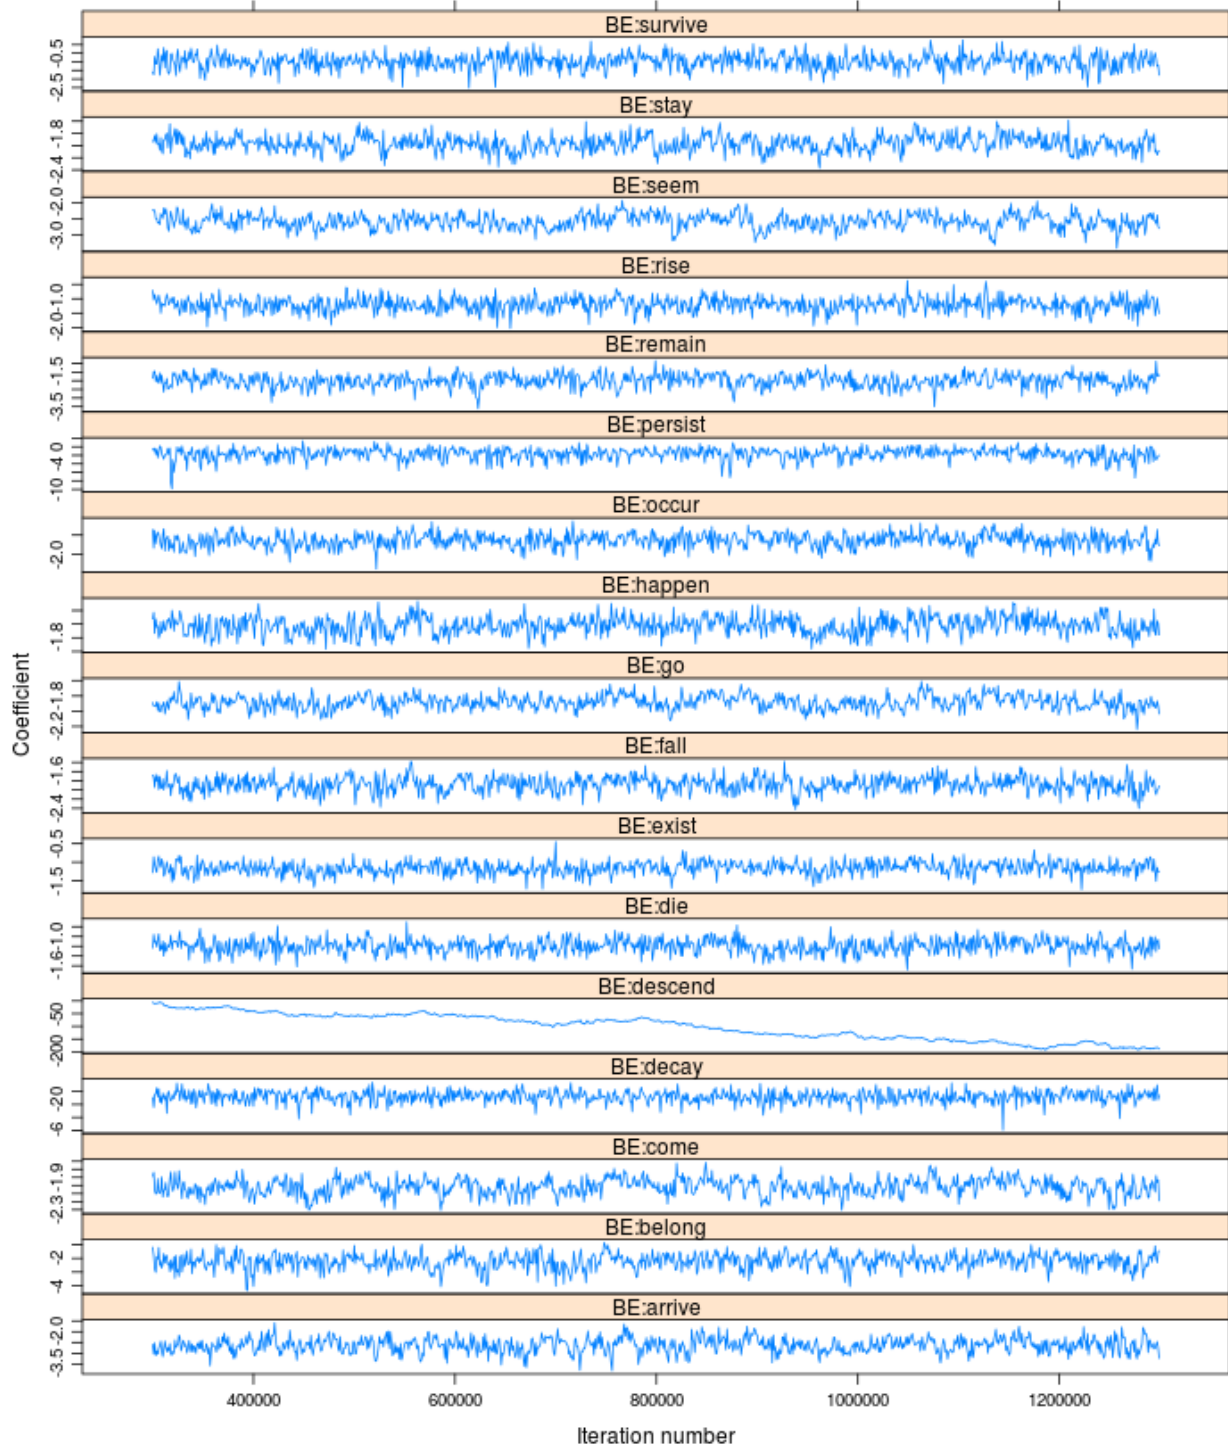 BE:survive
-2.5 -0.5
BE:stay
-2.4 -1.8
BE:seem
-3.0 -2.0
BE:rise
-2.0 -1.0
BE:remain
-3.5 -1.5
BE:persist
-10 -4 0
BE:occur
-2.0
BE:happen
-1.8
BE:go
-2.2 -1.8
BE:fall
-2.4 -1.6
BE:exist
-1.5 -0.5
BE:die
-1.6 -1.0
BE:descend
-200 -50
BE:decay
-6 -2 0
BE:come
-2.3 -1.9
BE:belong
-4 -2
BE:arrive
-3.5 -2.0
Coefficient
400000 600000 800000 1000000 1200000
Iteration number